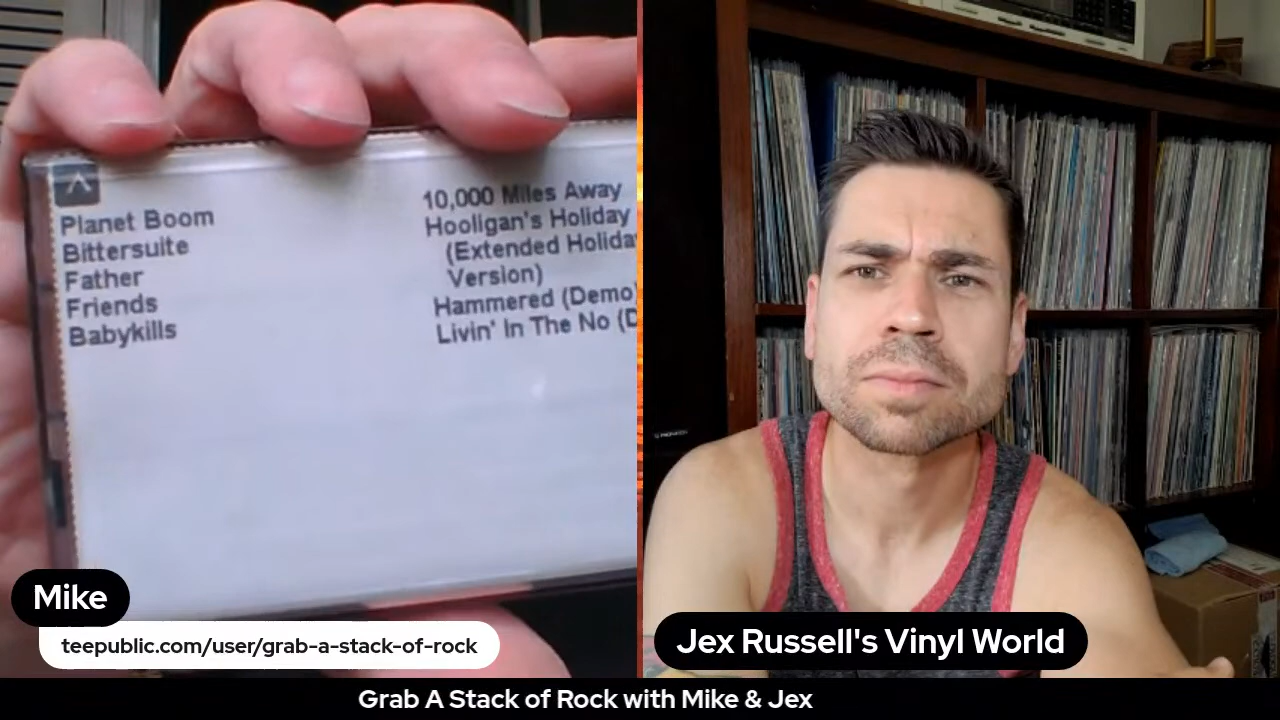 Planet Boom
Bittersuite
Father
Friends
Babykills
10,000 Miles Away
Hooligan's Holiday
(Extended Holida
Version)
Hammered (Demo)
Livin' In The No (D
Mike
teepublic.com/user/grab-a-stack-of-rock
Jex Russell's Vinyl World
Grab A Stack of Rock with Mike & Jex